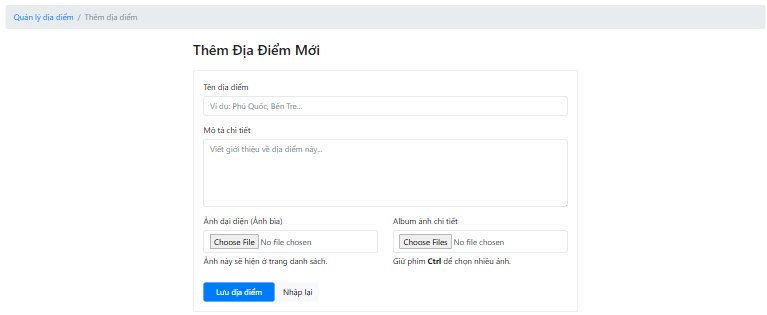 Quản lý địa điểm / Thêm địa điểm
Thêm Địa Điểm Mới
Tên địa điểm
Ví dụ: Phú Quốc, Bến Tre...
Mô tả chi tiết
Viết giới thiệu về địa điểm này...
Ảnh đại diện (Ảnh bìa)
Album ảnh chi tiết
Choose File No file chosen
Choose Files No file chosen
Ảnh này sẽ hiện ở trang danh sách.
Giữ phím Ctrl để chọn nhiều ảnh.
Lưu địa điểm
Nhập lại